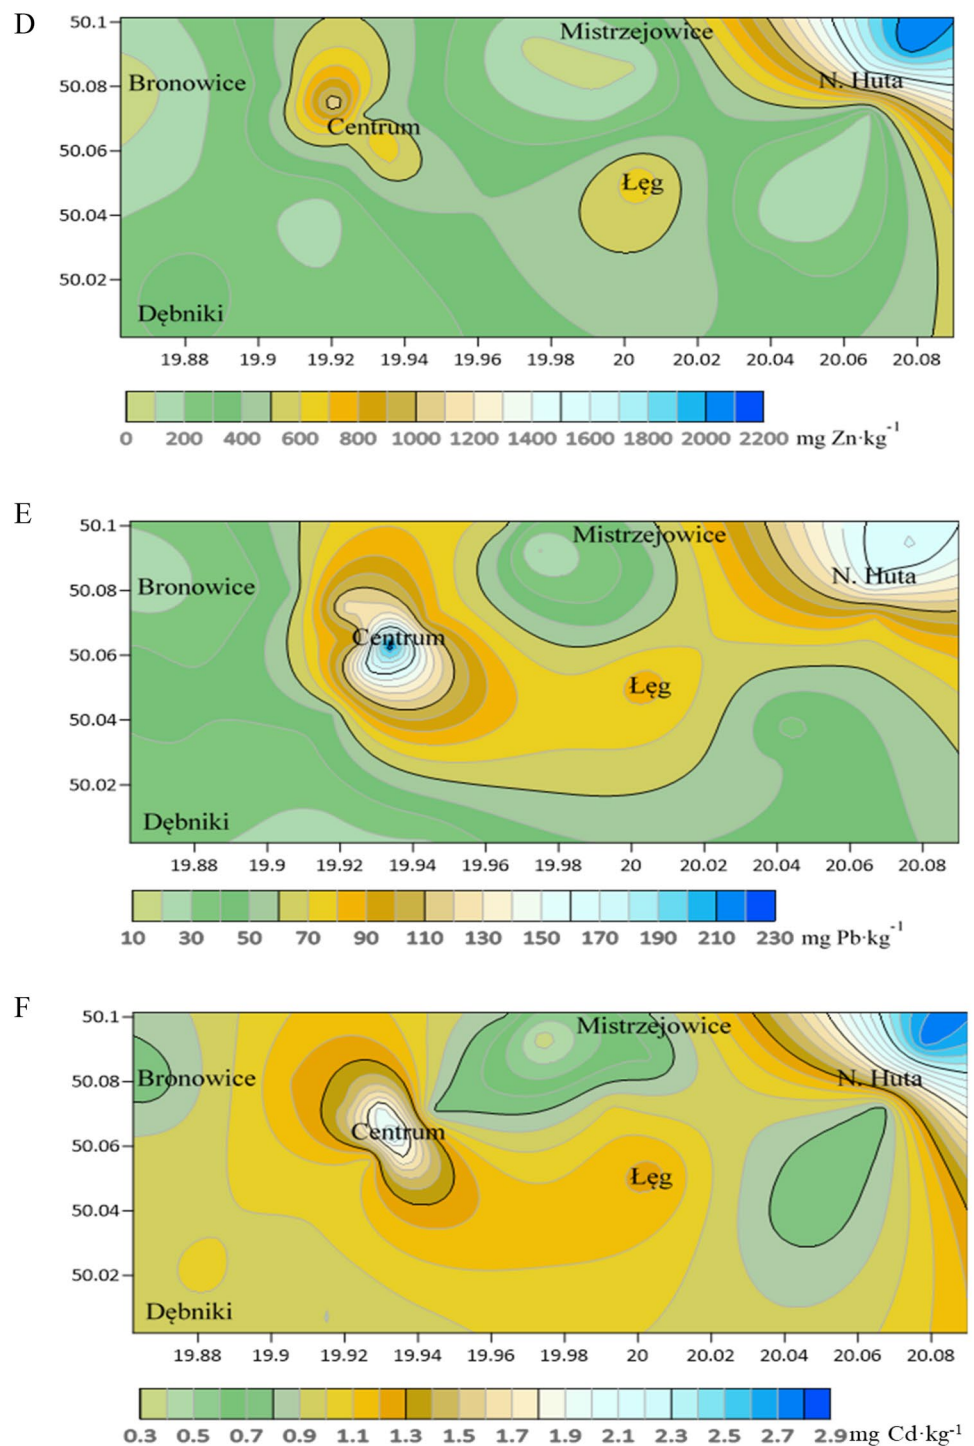 D
50.1
Mistrzejowice
50.08
Bronowice
N. Huta
Centrum
50.06
Łęg
50.04
50.02
Dębniki
19.88 19.9 19.92 19.94 19.96 19.98 20 20.02 20.04 20.06 20.08
0 200 400 600 800 1000 1200 1400 1600 1800 2000 2200 mg Zn·kg⁻¹
E
50.1
Mistrzejowice
50.08
Bronowice
N. Huta
Centrum
50.06
Łęg
50.04
50.02
Dębniki
19.88 19.9 19.92 19.94 19.96 19.98 20 20.02 20.04 20.06 20.08
10 30 50 70 90 110 130 150 170 190 210 230 mg Pb·kg⁻¹
F
50.1
Mistrzejowice
50.08
Bronowice
N. Huta
Centrum
50.06
Łęg
50.04
50.02
Dębniki
19.88 19.9 19.92 19.94 19.96 19.98 20 20.02 20.04 20.06 20.08
0.3 0.5 0.7 0.9 1.1 1.3 1.5 1.7 1.9 2.1 2.3 2.5 2.7 2.9 mg Cd·kg⁻¹